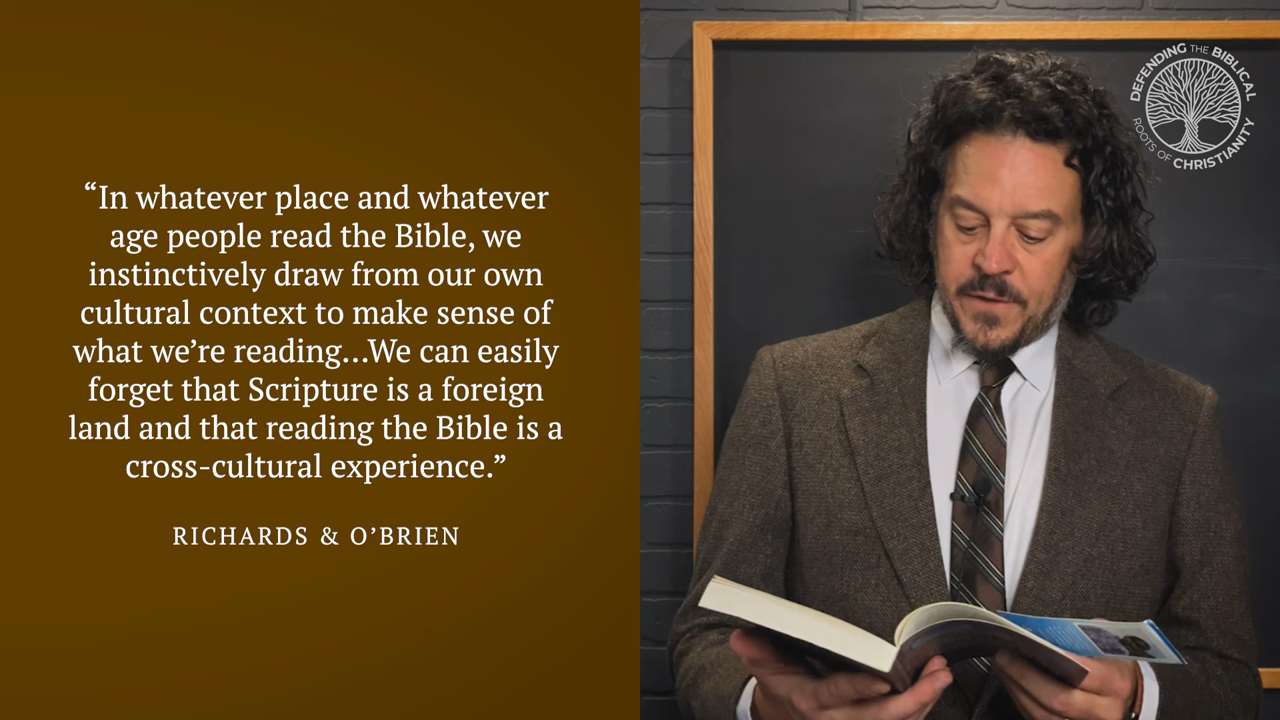 “In whatever place and whatever
age people read the Bible, we
instinctively draw from our own
cultural context to make sense of
what we’re reading...We can easily
forget that Scripture is a foreign
land and that reading the Bible is a
cross-cultural experience.”
RICHARDS & O’BRIEN
DEFENDING THE BIBLICAL
ROOTS OF CHRISTIANITY